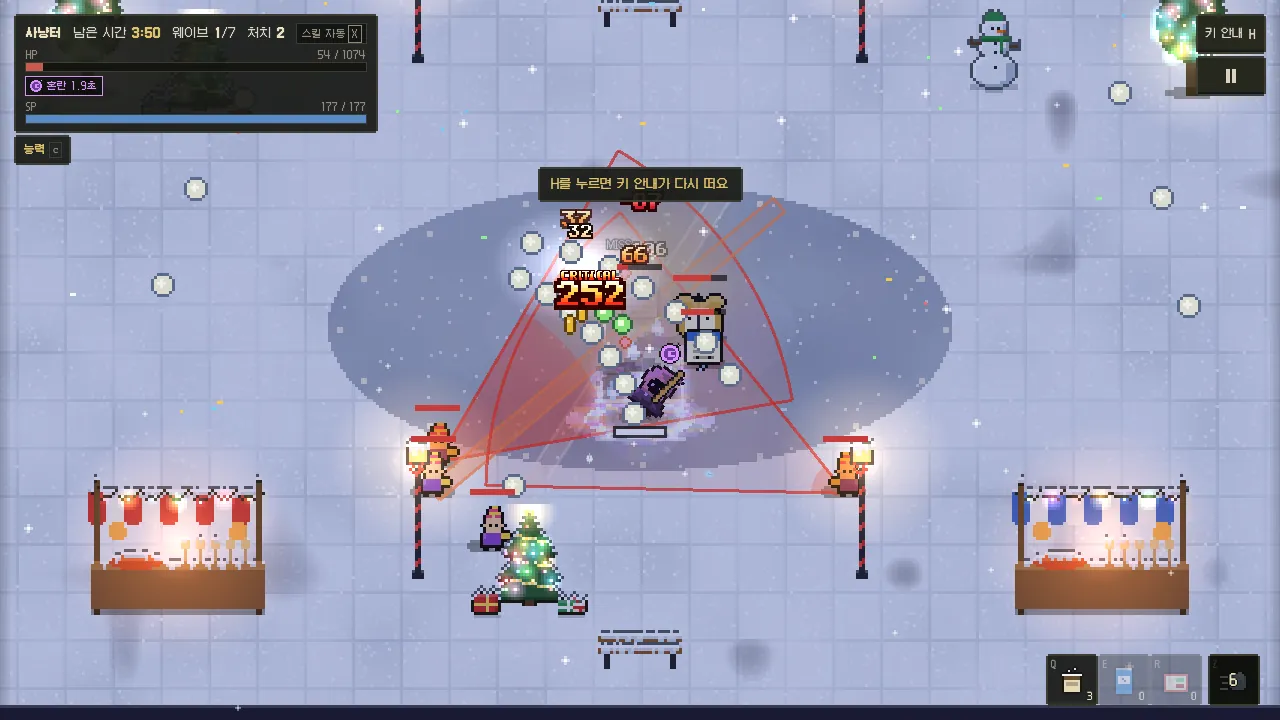 사냥터 남은 시간 3:50 웨이브 1/7 처치 2 스킬 자동 X
HP 54 / 1074
혼란 1.9초
SP 177 / 177
능력 C
키 안내 H
H를 누르면 키 안내가 다시 떠요
37
32
66
CRITICAL
252
Q 3
E 0
R 0
Z 6